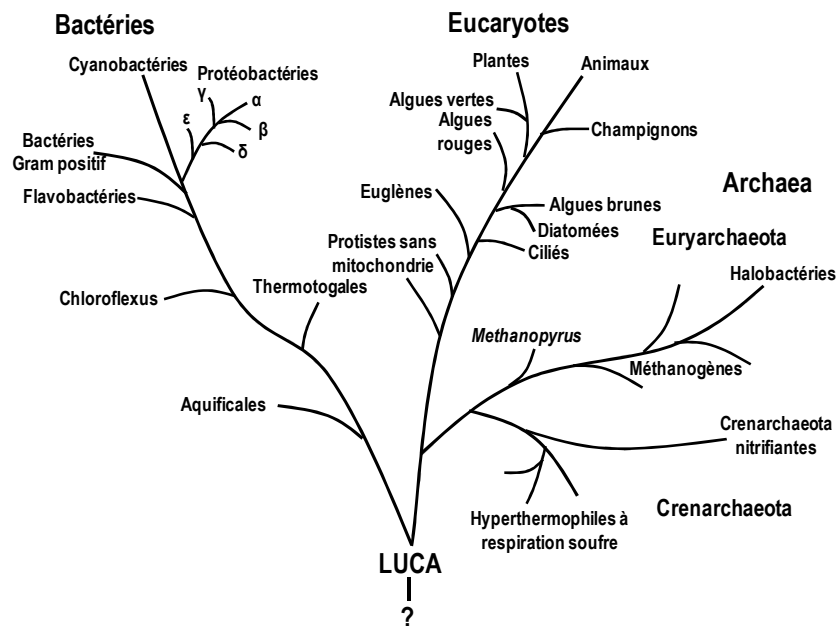 Bactéries
Cyanobactéries
Protéobactéries
γ
α
ε
β
δ
Bactéries
Gram positif
Flavobactéries
Chloroflexus
Thermotogales
Aquificales
Eucaryotes
Plantes
Animaux
Algues vertes
Algues
rouges
Champignons
Euglènes
Algues brunes
Diatomées
Ciliés
Protistes sans
mitochondrie
Archaea
Euryarchaeota
Halobactéries
Methanopyrus
Méthanogènes
Crenarchaeota
nitrifiantes
Crenarchaeota
Hyperthermophiles à
respiration soufre
LUCA
?